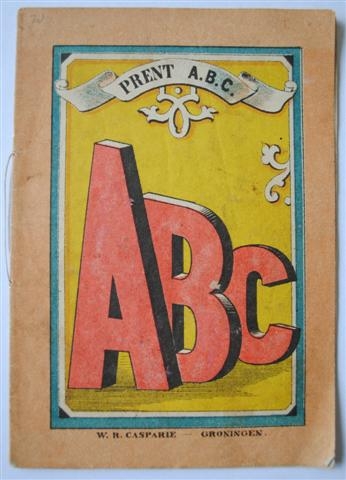 PRENT A.B.C.
ABC
W. R. CASPARIE — GRONINGEN.